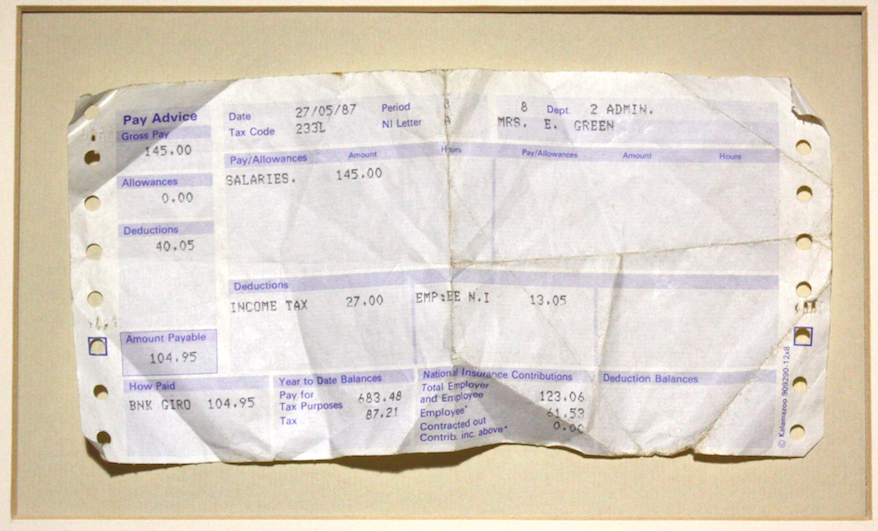 Pay Advice
Date 27/05/87 Period 8 Dept. 2 ADMIN.
Tax Code 233L NI Letter A MRS. E. GREEN
Gross Pay
145.00
Allowances
0.00
Deductions
40.05
Amount Payable
104.95
Pay/Allowances Amount Hours Pay/Allowances Amount Hours
SALARIES. 145.00
Deductions
INCOME TAX 27.00 EMP:EE N.I 13.05
How Paid
BNK GIRO 104.95
Year to Date Balances
Pay for
Tax Purposes 683.48
Tax 87.21
National Insurance Contributions
Total Employer
and Employee 123.06
Employee* 61.53
Contracted out
Contrib. inc. above* 0.00
Deduction Balances
© Kalamazoo 909290-12x6